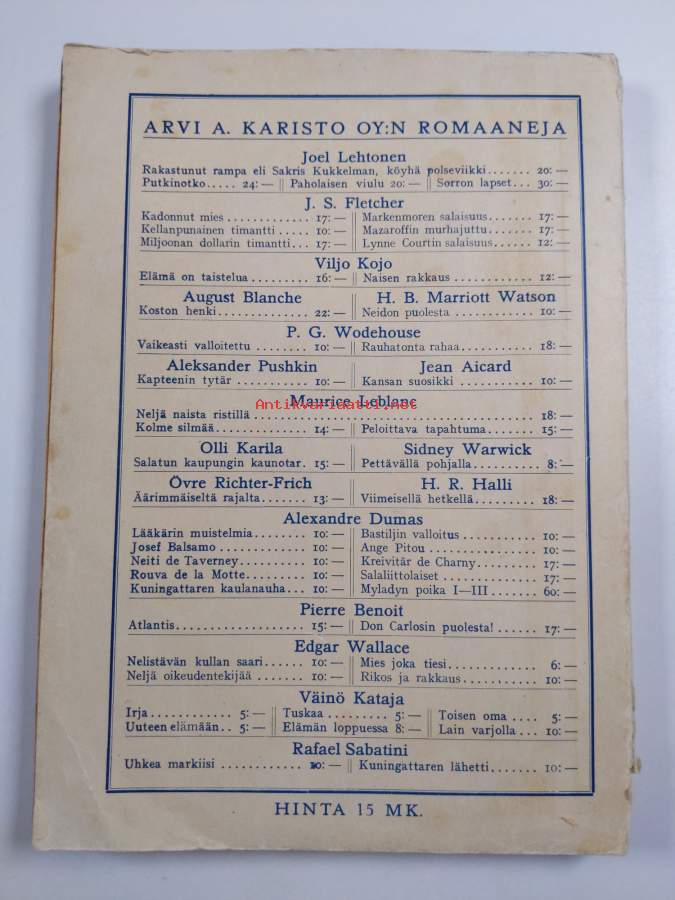 ARVI A. KARISTO OY:N ROMAANEJA
Joel Lehtonen
Rakastunut rampa eli Sakris Kukkelman, köyhä polseviikki....... 20: —
Putkinotko..... 24: — || Paholaisen viulu 20: — || Sorron lapset... 30: —
J. S. Fletcher
Kadonnut mies ............. 17: — || Markenmoren salaisuus....... 17: —
Kellanpunainen timantti ..... 10: — || Mazaroffin murhajuttu....... 17: —
Miljoonan dollarin timantti... 17: — || Lynne Courtin salaisuus...... 12: —
Viljo Kojo
Elämä on taistelua ......... 16: — || Naisen rakkaus ............ 12: —
August Blanche || H. B. Marriott Watson
Koston henki.............. 22: — || Neidon puolesta ............ 10: —
P. G. Wodehouse
Vaikeasti valloitettu ........ 10: — || Rauhatonta rahaa........... 18: —
Aleksander Pushkin || Jean Aicard
Kapteenin tytär ............ 10: — || Kansan suosikki ............ 10: —
Maurice Leblanc
Antikvariaatti.net
Neljä naista ristillä ........................................ 18: —
Kolme silmää.............. 14: — || Peloittava tapahtuma........ 15: —
Olli Karila || Sidney Warwick
Salatun kaupungin kaunotar. 15: — || Pettävällä pohjalla.......... 8: —
Övre Richter-Frich || H. R. Halli
Äärimmäiseltä rajalta....... 13: — || Viimeisellä hetkellä......... 18: —
Alexandre Dumas
Lääkärin muistelmia........ 10: — || Bastiljin valloitus .......... 10: —
Josef Balsamo ............. 10: — || Ange Pitou ................ 10: —
Neiti de Taverney.......... 10: — || Kreivitär de Charny........ 17: —
Rouva de la Motte......... 10: — || Salaliittolaiset ............. 17: —
Kuningattaren kaulanauha... 10: — || Myladyn poika I—III ....... 60: —
Pierre Benoit
Atlantis................... 15: — || Don Carlosin puolesta! ...... 17: —
Edgar Wallace
Nelistävän kullan saari...... 10: — || Mies joka tiesi............. 6: —
Neljä oikeudentekijää ....... 10: — || Rikos ja rakkaus........... 10: —
Väinö Kataja
Irja............ 5: — || Tuskaa ......... 5: — || Toisen oma .... 5: —
Uuteen elämään.. 5: — || Elämän loppuessa 8: — || Lain varjolla... 10: —
Rafael Sabatini
Uhkea markiisi ............ 20: — || Kuningattaren lähetti....... 10: —
HINTA 15 MK.